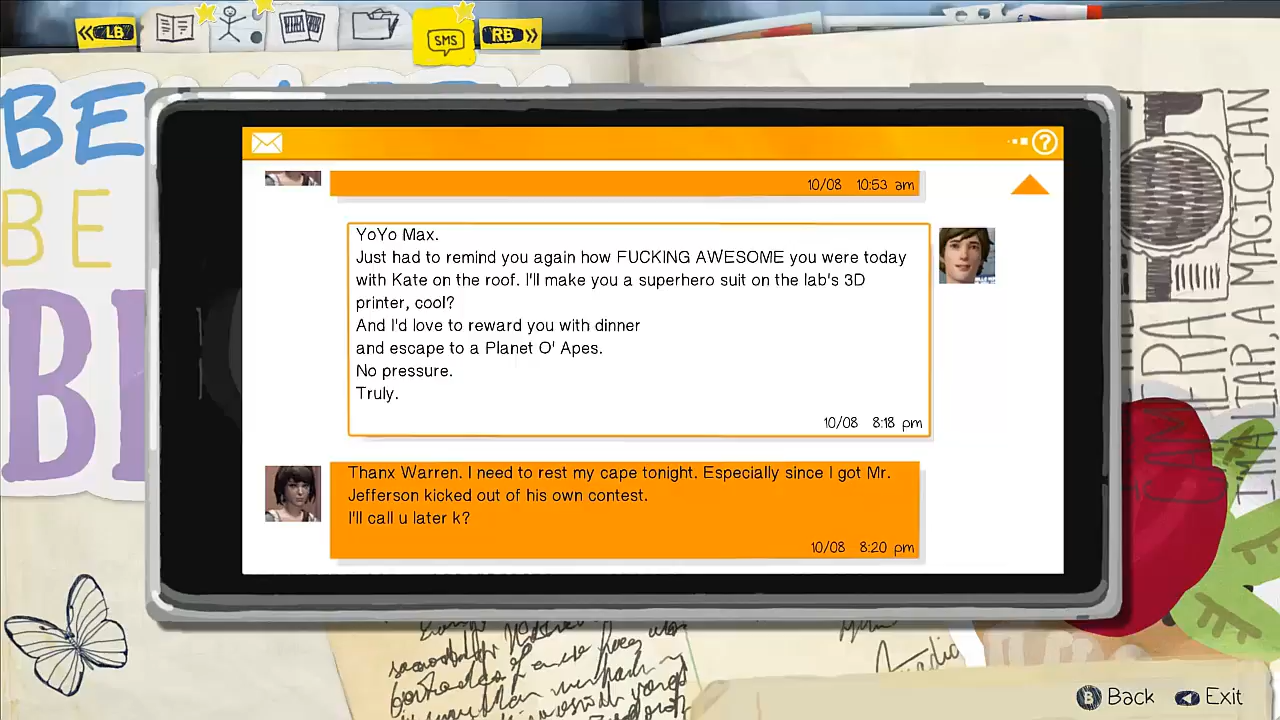 LB
SMS
RB
BE
BE
10/08 10:53 am
YoYo Max.
Just had to remind you again how FUCKING AWESOME you were today
with Kate on the roof. I'll make you a superhero suit on the lab's 3D
printer, cool?
And I'd love to reward you with dinner
and escape to a Planet O' Apes.
No pressure.
Truly.
10/08 8:18 pm
Thanx Warren. I need to rest my cape tonight. Especially since I got Mr.
Jefferson kicked out of his own contest.
I'll call u later k?
10/08 8:20 pm
A MAGICIAN
B Back
Exit